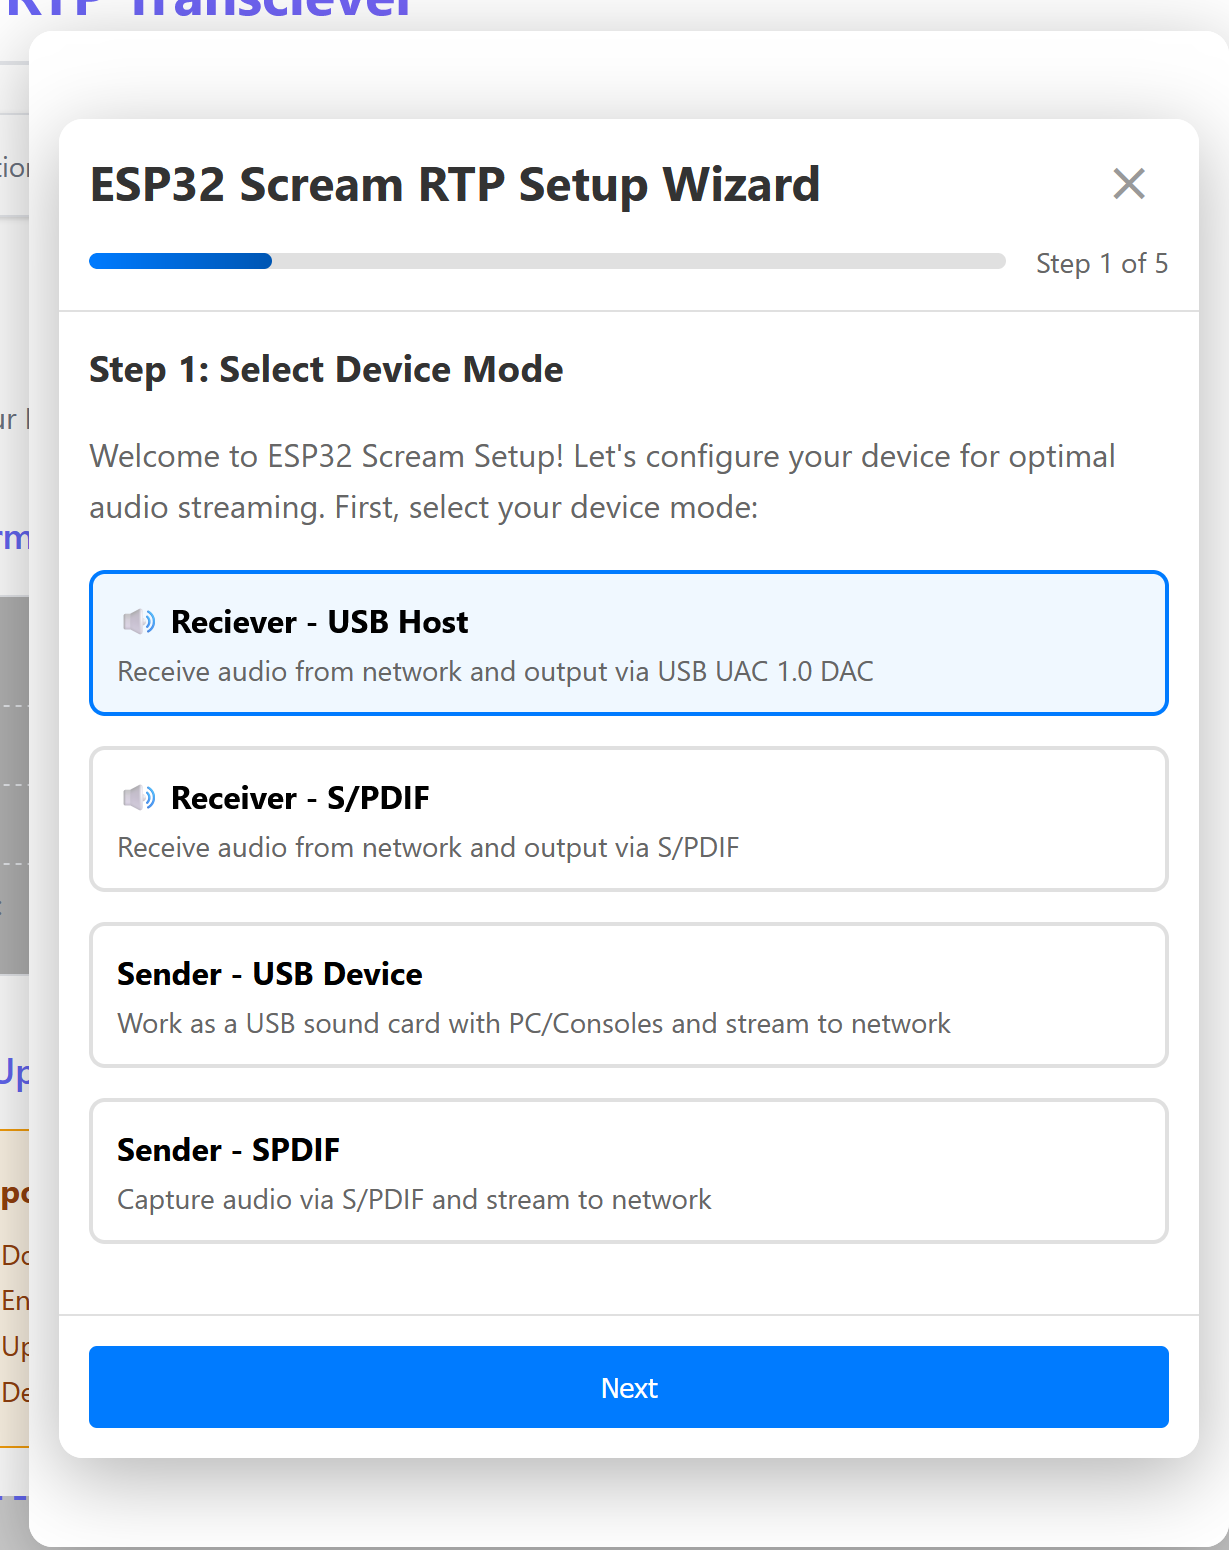 RTP Transciever
ESP32 Scream RTP Setup Wizard
Step 1 of 5
Step 1: Select Device Mode
Welcome to ESP32 Scream Setup! Let's configure your device for optimal
audio streaming. First, select your device mode:
Reciever - USB Host
Receive audio from network and output via USB UAC 1.0 DAC
Receiver - S/PDIF
Receive audio from network and output via S/PDIF
Sender - USB Device
Work as a USB sound card with PC/Consoles and stream to network
Sender - SPDIF
Capture audio via S/PDIF and stream to network
Next